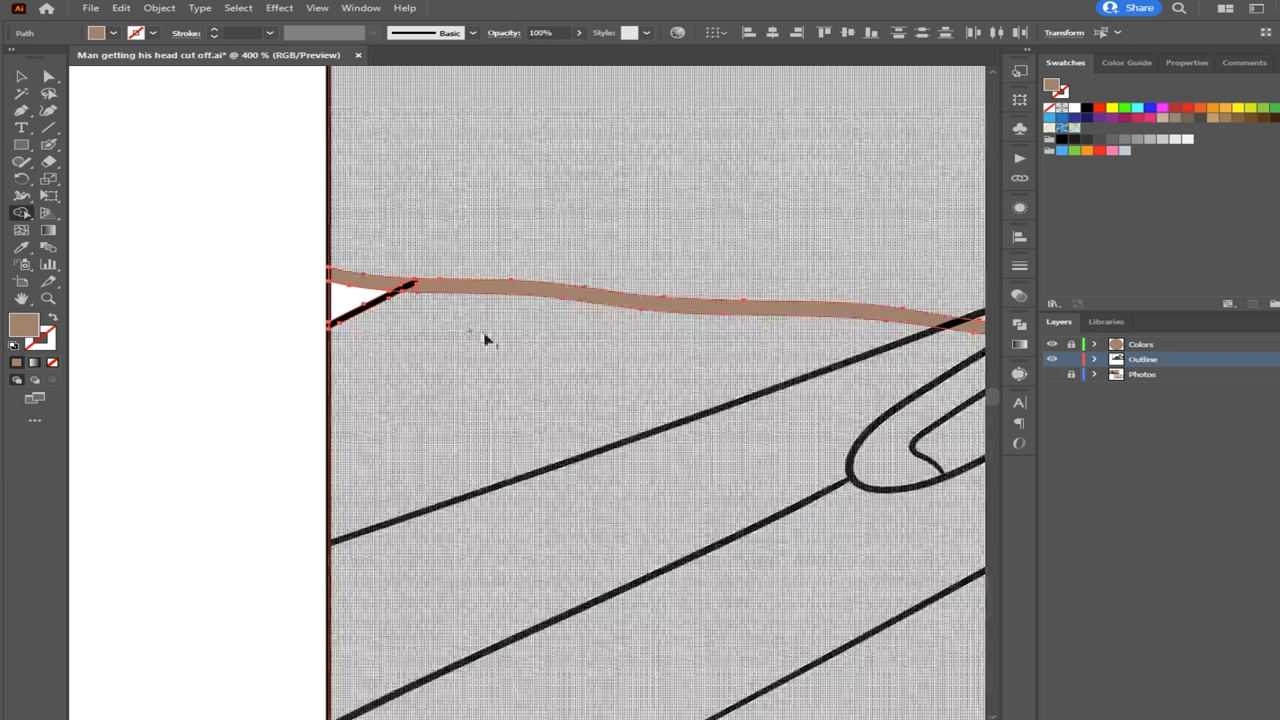 Ai File Edit Object Type Select Effect View Window Help Share
Path Stroke: Basic Opacity: 100% Style: Transform
Man getting his head cut off.ai* @ 400 % (RGB/Preview)
Swatches Color Guide Properties Comments
Layers Libraries
Colors
Outline
Photos